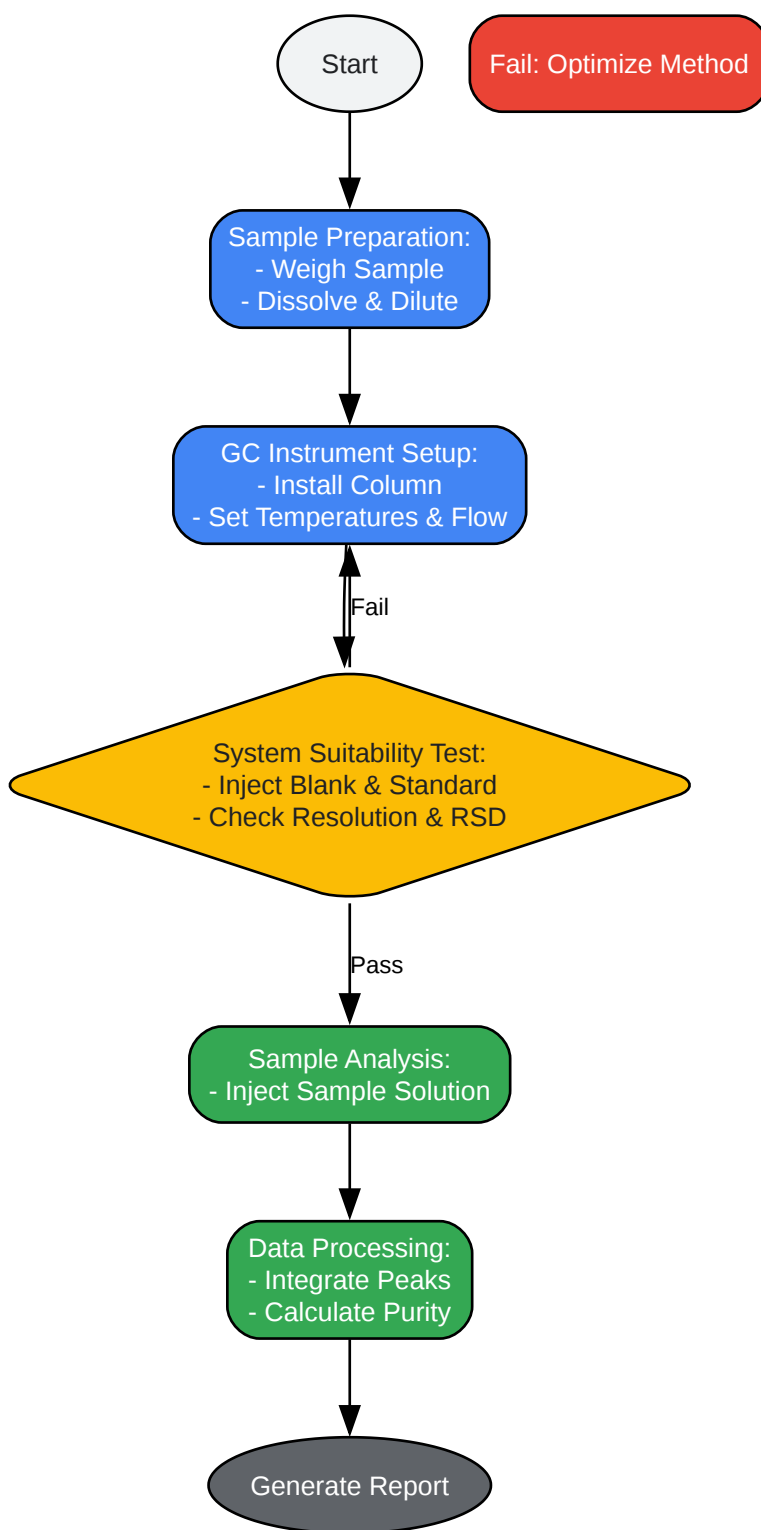 Start
Fail: Optimize Method
Sample Preparation:
- Weigh Sample
- Dissolve & Dilute
GC Instrument Setup:
- Install Column
- Set Temperatures & Flow
Fail
System Suitability Test:
- Inject Blank & Standard
- Check Resolution & RSD
Pass
Sample Analysis:
- Inject Sample Solution
Data Processing:
- Integrate Peaks
- Calculate Purity
Generate Report